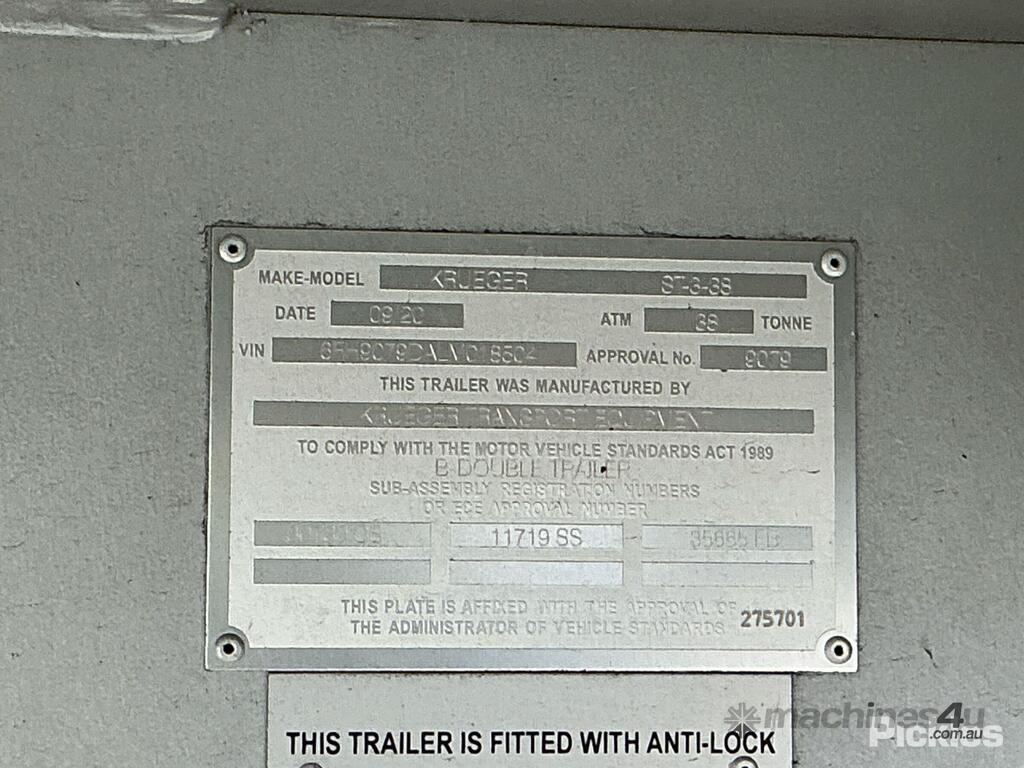 MAKE-MODEL KRUEGER ST-3-38
DATE 09/20 ATM 38 TONNE
VIN APPROVAL No. 9079
THIS TRAILER WAS MANUFACTURED BY
KRUEGER TRANSPORT EQUIPMENT
TO COMPLY WITH THE MOTOR VEHICLE STANDARDS ACT 1989
B-DOUBLE TRAILER
SUB-ASSEMBLY REGISTRATION NUMBERS
OR ECE APPROVAL NUMBER
11719 SS
THIS PLATE IS AFFIXED WITH THE APPROVAL OF
THE ADMINISTRATOR OF VEHICLE STANDARDS 275701
THIS TRAILER IS FITTED WITH ANTI-LOCK
machines4u
.com.au
Pickles